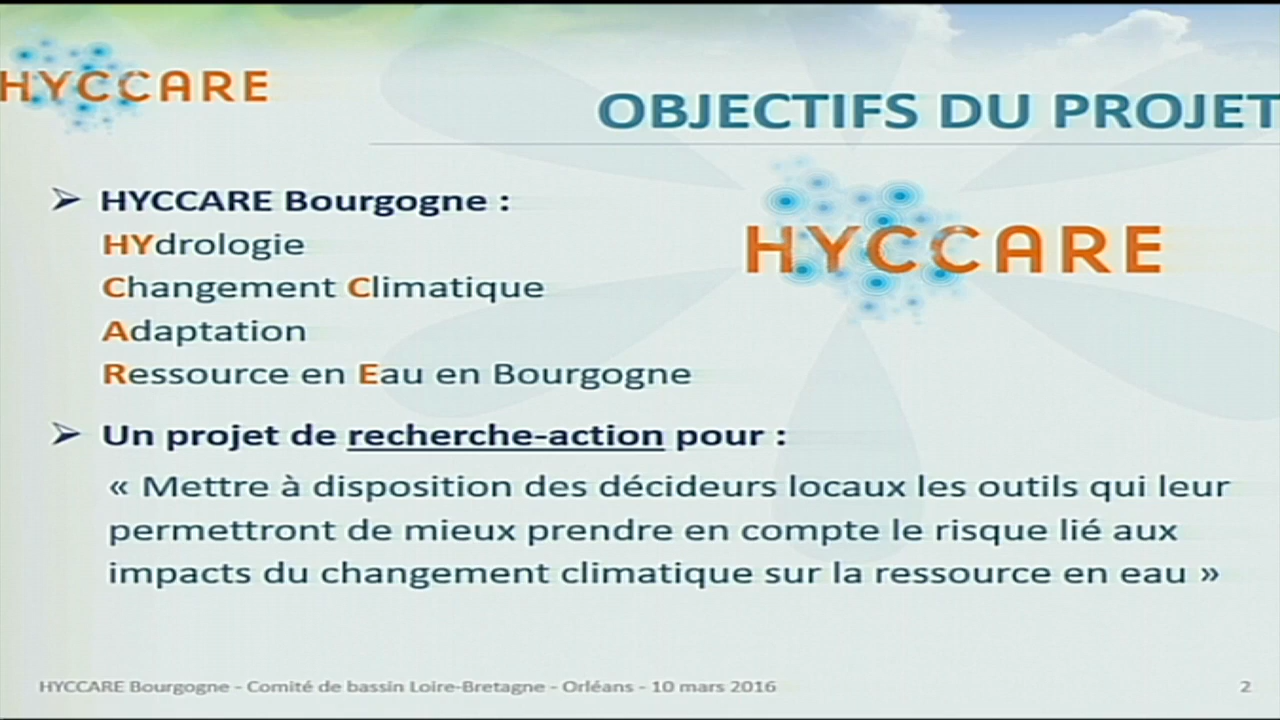 HYCCARE
OBJECTIFS DU PROJET
HYCCARE Bourgogne :
HYdrologie
Changement Climatique
Adaptation
Ressource en Eau en Bourgogne
HYCCARE
Un projet de recherche-action pour :
« Mettre à disposition des décideurs locaux les outils qui leur
permettront de mieux prendre en compte le risque lié aux
impacts du changement climatique sur la ressource en eau »
HYCCARE Bourgogne - Comité de bassin Loire-Bretagne - Orléans - 10 mars 2016
2